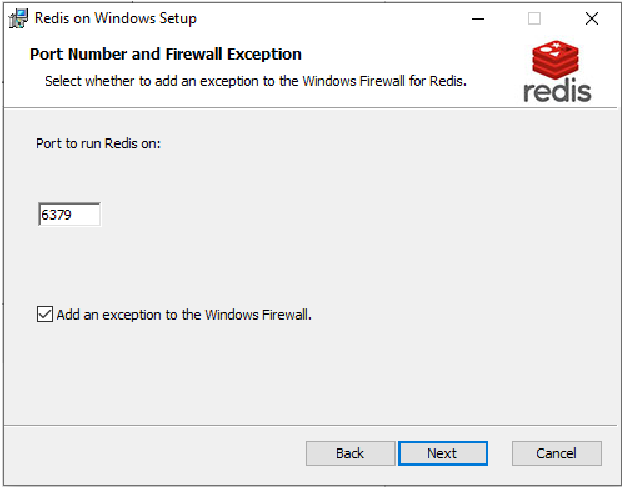 Redis on Windows Setup
Port Number and Firewall Exception
Select whether to add an exception to the Windows Firewall for Redis.
redis
Port to run Redis on:
6379
Add an exception to the Windows Firewall.
Back Next Cancel